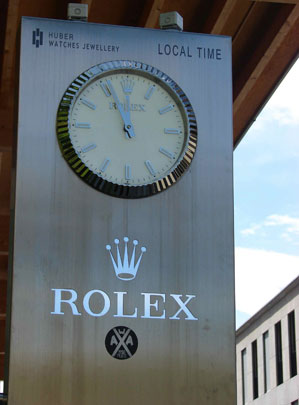 HUBER
WATCHES JEWELLERY
LOCAL TIME
ROLEX
ROLEX